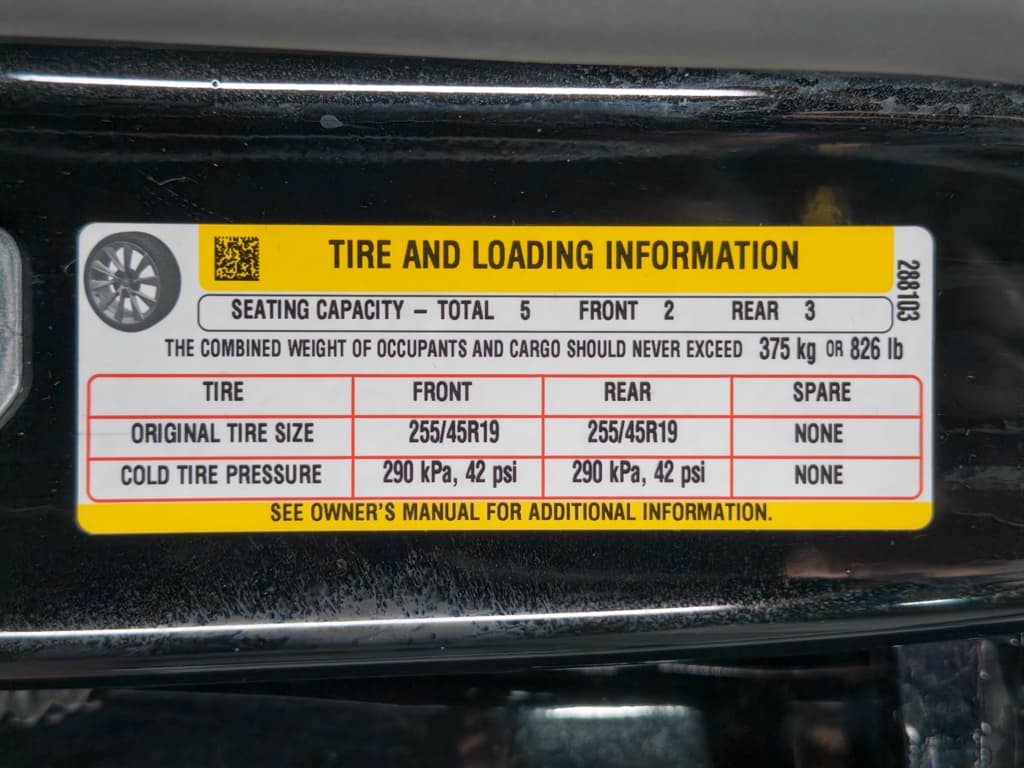 TIRE AND LOADING INFORMATION
288103
SEATING CAPACITY – TOTAL 5 FRONT 2 REAR 3
THE COMBINED WEIGHT OF OCCUPANTS AND CARGO SHOULD NEVER EXCEED 375 kg OR 826 lb
TIRE FRONT REAR SPARE
ORIGINAL TIRE SIZE 255/45R19 255/45R19 NONE
COLD TIRE PRESSURE 290 kPa, 42 psi 290 kPa, 42 psi NONE
SEE OWNER'S MANUAL FOR ADDITIONAL INFORMATION.